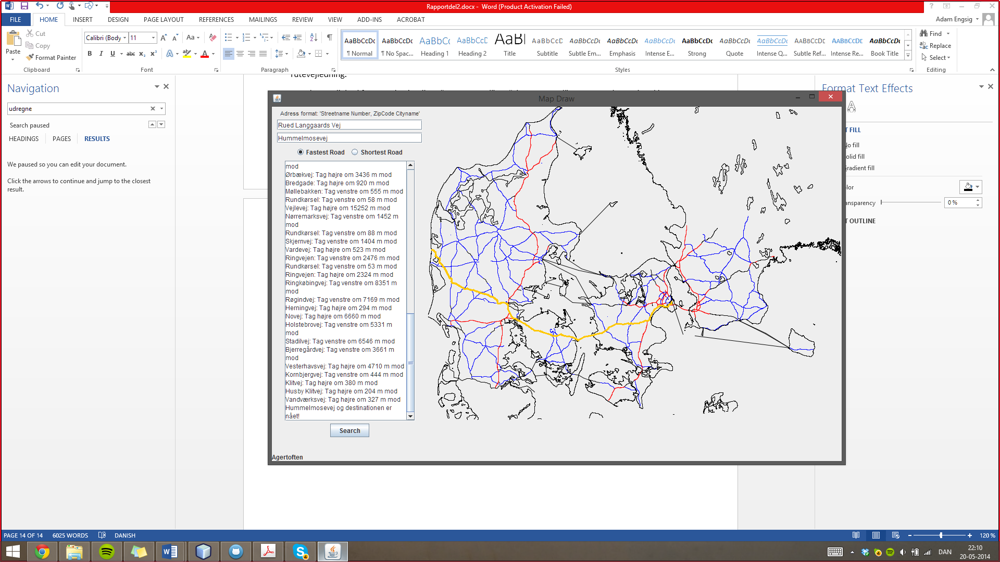 Rapportdel2.docx - Word (Product Activation Failed)
FILE
HOME
INSERT
DESIGN
PAGE LAYOUT
REFERENCES
MAILINGS
REVIEW
VIEW
ADD-INS
ACROBAT
Adam Engsig
Paste
Cut
Copy
Format Painter
Clipboard
Calibri (Body
11
Font
Paragraph
AaBbCcDc
¶ Normal
AaBbCcDc
¶ No Spac...
AaBbCc
Heading 1
AaBbCcD
Heading 2
AaBl
Title
AaBbCcD
Subtitle
AaBbCcDc
Subtle Em...
AaBbCcDc
Emphasis
AaBbCcDc
Intense E...
AaBbCcDc
Strong
AaBbCcDc
Quote
AaBbCcDc
Intense Q...
AABBCCDD
Subtle Ref...
AABBCCDD
Intense Re...
AaBbCcDc
Book Title
Styles
Find
Replace
Select
Editing
Navigation
udregne
Search paused
HEADINGS
PAGES
RESULTS
We paused so you can edit your document.
Click the arrows to continue and jump to the closest
result.
rutevejledning.
Map Draw
Adress format: 'Streetname Number, ZipCode Cityname'
Rued Langgaards Vej
Hummelmosevej
Fastest Road
Shortest Road
mod
Ørbækvej: Tag højre om 3436 m mod
Bredgade: Tag højre om 920 m mod
Møllebakken: Tag venstre om 555 m mod
Rundkørsel: Tag venstre om 58 m mod
Vejlevej: Tag højre om 15252 m mod
Nørremarksvej: Tag venstre om 1452 m
mod
Rundkørsel: Tag venstre om 88 m mod
Skjernvej: Tag venstre om 1404 m mod
Vardevej: Tag højre om 523 m mod
Ringvejen: Tag venstre om 2476 m mod
Rundkørsel: Tag venstre om 53 m mod
Ringvejen: Tag højre om 2324 m mod
Ringkøbingvej: Tag venstre om 8351 m
mod
Røgindvej: Tag venstre om 7169 m mod
Herningvej: Tag højre om 294 m mod
Novej: Tag højre om 6660 m mod
Holstebrovej: Tag venstre om 5331 m
mod
Stadilvej: Tag venstre om 6546 m mod
Bjerregårdvej: Tag venstre om 3661 m
mod
Vesterhavsvej: Tag højre om 4710 m mod
Kornbjergvej: Tag venstre om 444 m mod
Klitvej: Tag højre om 380 m mod
Husby Klitvej: Tag højre om 204 m mod
Vandværksvej: Tag højre om 327 m mod
Hummelmosevej og destinationen er
nået!
Search
Agertoften
Format Text Effects
T FILL
No fill
olid fill
radient fill
olor
ansparency
0 %
T OUTLINE
PAGE 14 OF 14
6025 WORDS
DANISH
120 %
DAN
22:10
20-05-2014